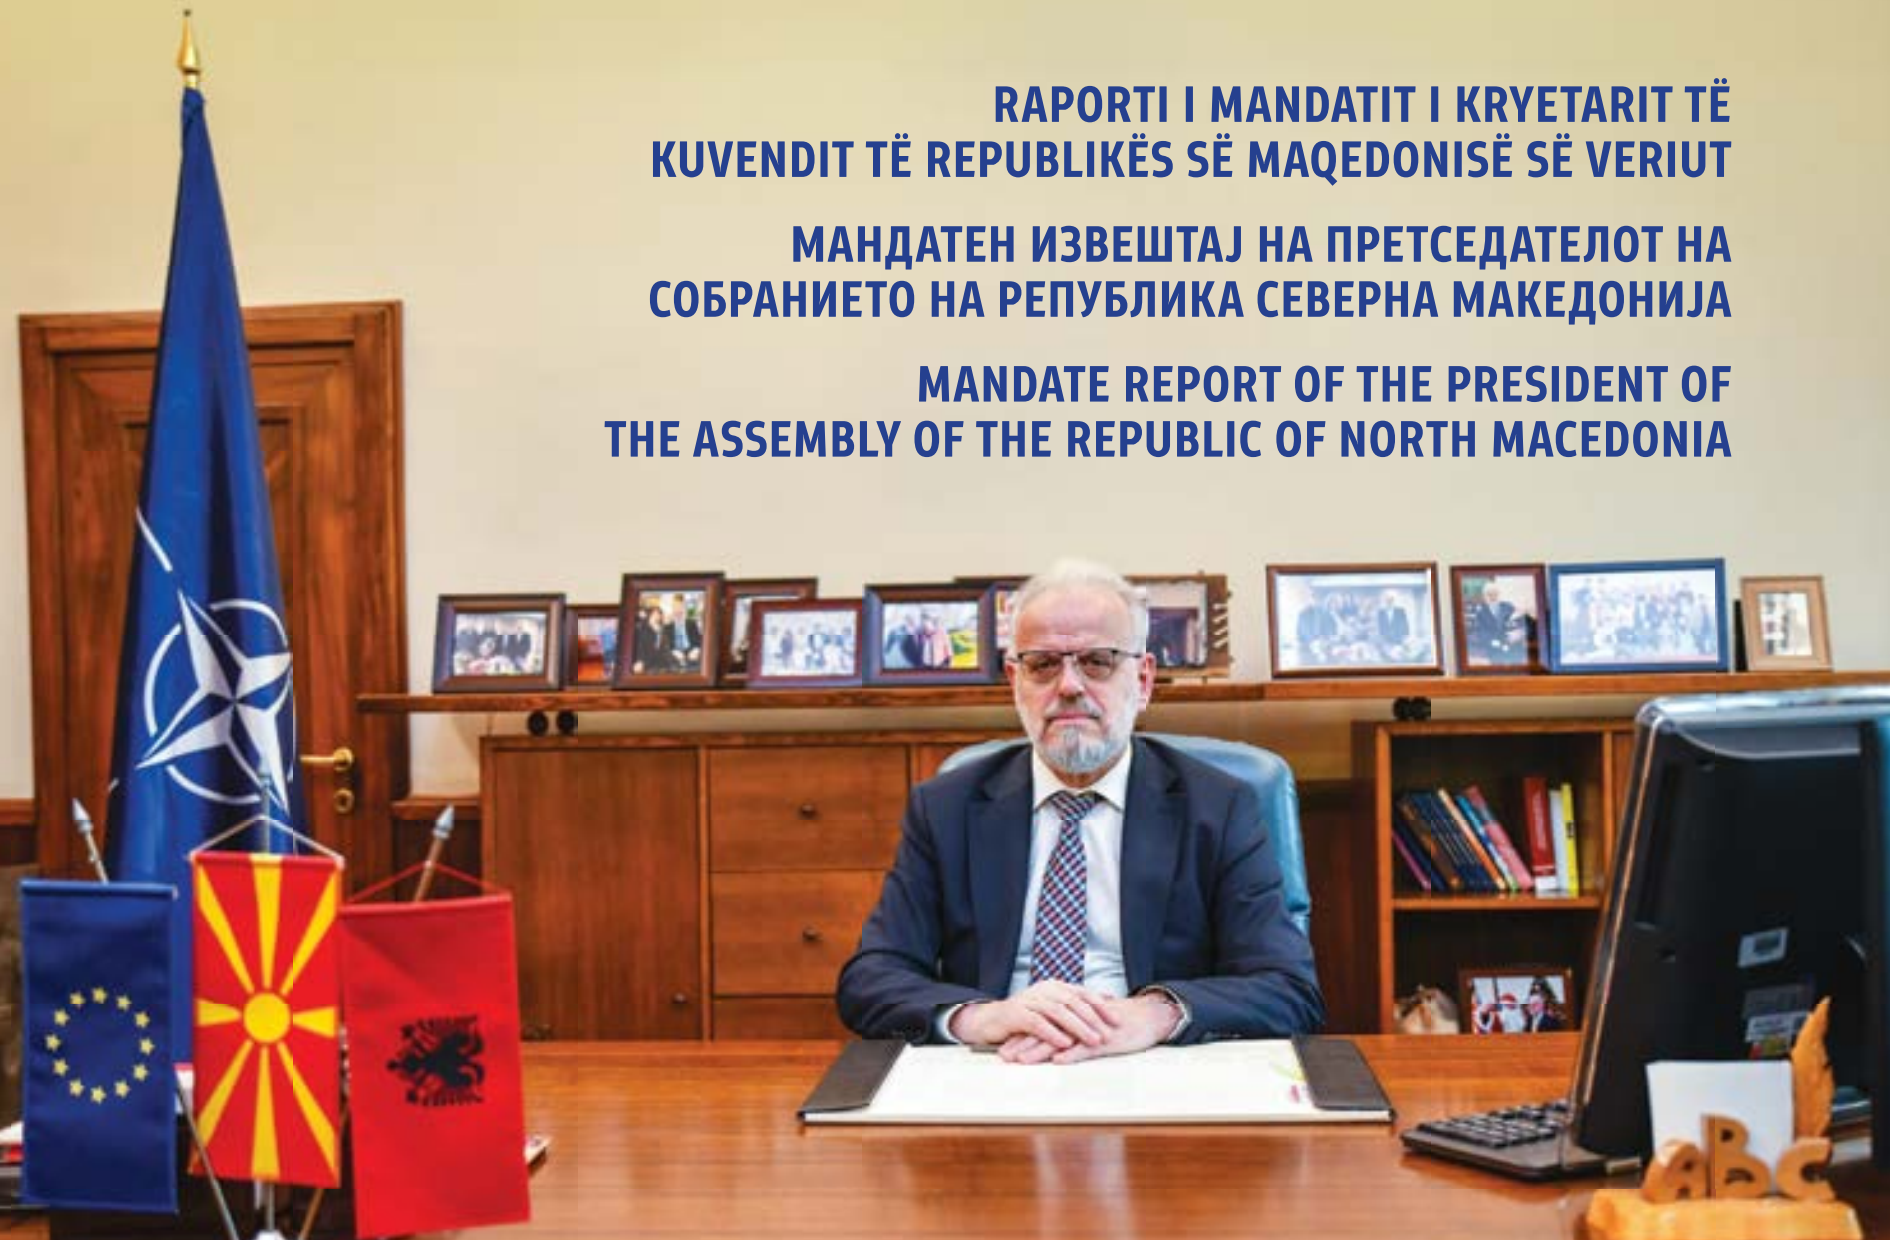 RAPORTI I MANDATIT I KRYETARIT TË
KUVENDIT TË REPUBLIKËS SË MAQEDONISË SË VERIUT
МАНДАТЕН ИЗВЕШТАЈ НА ПРЕТСЕДАТЕЛОТ НА
СОБРАНИЕТО НА РЕПУБЛИКА СЕВЕРНА МАКЕДОНИЈА
MANDATE REPORT OF THE PRESIDENT OF
THE ASSEMBLY OF THE REPUBLIC OF NORTH MACEDONIA
ABC